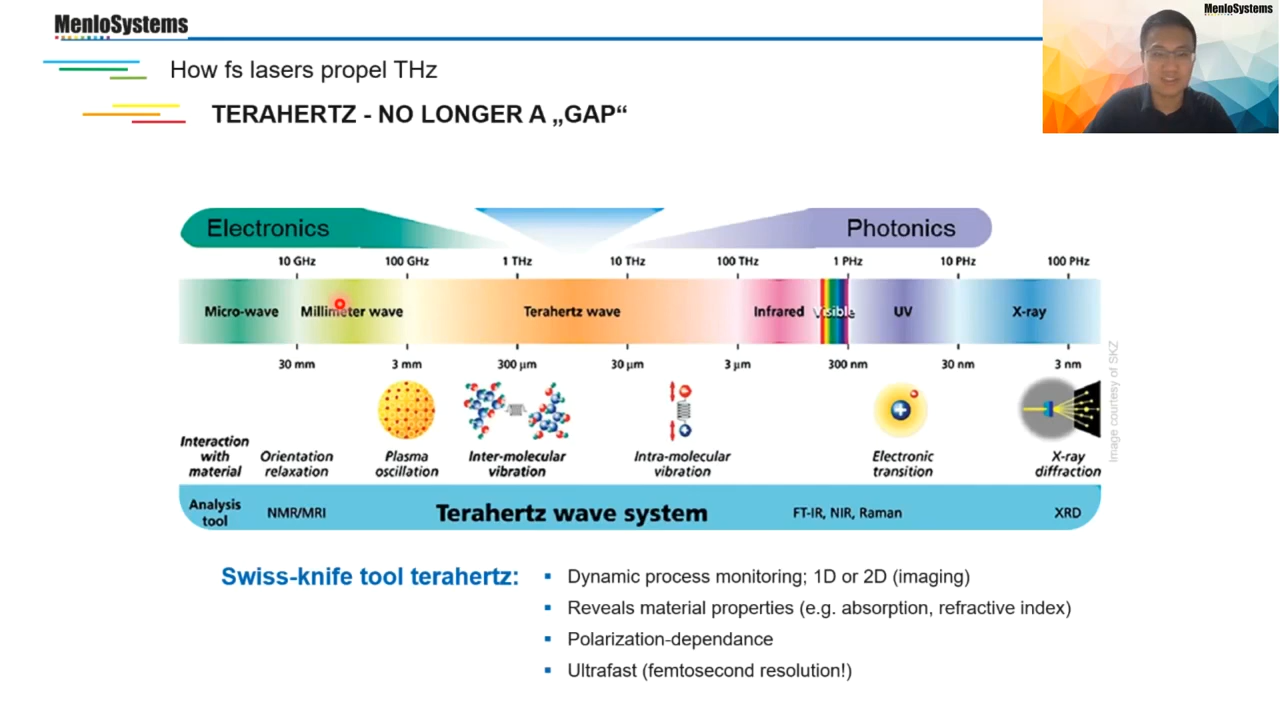 MenloSystems
MenloSystems
How fs lasers propel THz
TERAHERTZ - NO LONGER A „GAP“
Electronics
Photonics
10 GHz 100 GHz 1 THz 10 THz 100 THz 1 PHz 10 PHz 100 PHz
Micro-wave Millimeter wave Terahertz wave Infrared Visible UV X-ray
30 mm 3 mm 300 µm 30 µm 3 µm 300 nm 30 nm 3 nm
Image courtesy of SKZ
Interaction
with
material
Orientation
relaxation
Plasma
oscillation
Inter-molecular
vibration
Intra-molecular
vibration
Electronic
transition
X-ray
diffraction
Analysis
tool
NMR/MRI
Terahertz wave system
FT-IR, NIR, Raman
XRD
Swiss-knife tool terahertz:
▪ Dynamic process monitoring; 1D or 2D (imaging)
▪ Reveals material properties (e.g. absorption, refractive index)
▪ Polarization-dependance
▪ Ultrafast (femtosecond resolution!)